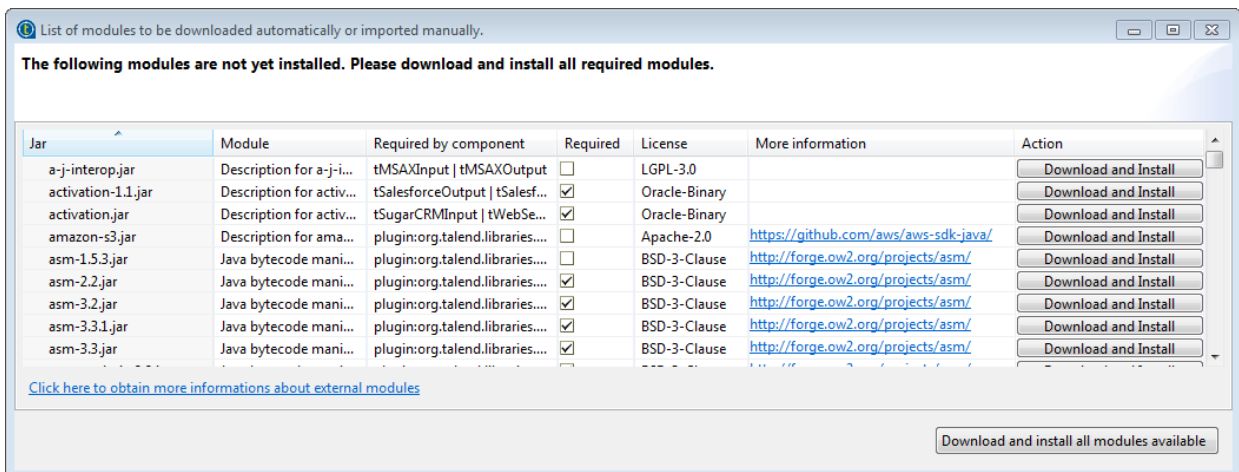 List of modules to be downloaded automatically or imported manually.
The following modules are not yet installed. Please download and install all required modules.
Jar Module Required by component Required License More information Action
a-j-interop.jar Description for a-j-i... tMSAXInput | tMSAXOutput LGPL-3.0 Download and Install
activation-1.1.jar Description for activ... tSalesforceOutput | tSalesf... Oracle-Binary Download and Install
activation.jar Description for activ... tSugarCRMInput | tWebSe... Oracle-Binary Download and Install
amazon-s3.jar Description for ama... plugin:org.talend.libraries.... Apache-2.0 https://github.com/aws/aws-sdk-java/ Download and Install
asm-1.5.3.jar Java bytecode mani... plugin:org.talend.libraries.... BSD-3-Clause http://forge.ow2.org/projects/asm/ Download and Install
asm-2.2.jar Java bytecode mani... plugin:org.talend.libraries.... BSD-3-Clause http://forge.ow2.org/projects/asm/ Download and Install
asm-3.2.jar Java bytecode mani... plugin:org.talend.libraries.... BSD-3-Clause http://forge.ow2.org/projects/asm/ Download and Install
asm-3.3.1.jar Java bytecode mani... plugin:org.talend.libraries.... BSD-3-Clause http://forge.ow2.org/projects/asm/ Download and Install
asm-3.3.jar Java bytecode mani... plugin:org.talend.libraries.... BSD-3-Clause http://forge.ow2.org/projects/asm/ Download and Install
Click here to obtain more informations about external modules
Download and install all modules available